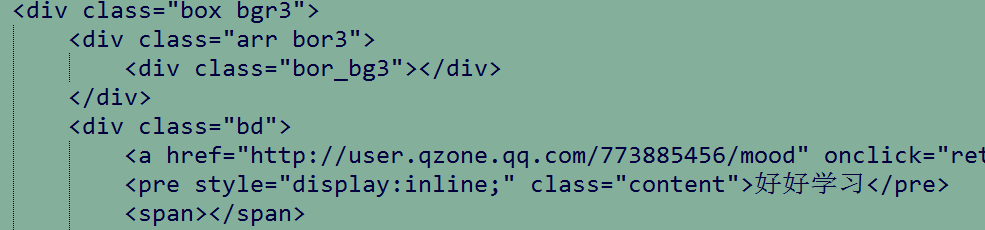 <div class="box bgr3">
<div class="arr bor3">
<div class="bor_bg3"></div>
</div>
<div class="bd">
<a href="http://user.qzone.qq.com/773885456/mood" onclick="ret
<pre style="display:inline;" class="content">好好学习</pre>
<span></span>